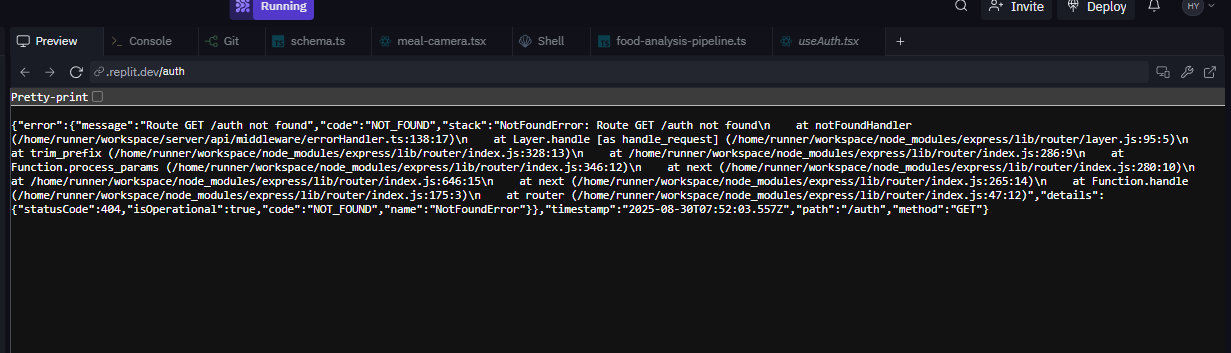 Running
Invite Deploy HY
Preview Console Git schema.ts meal-camera.tsx Shell food-analysis-pipeline.ts useAuth.tsx +
.replit.dev/auth
Pretty-print
{"error":{"message":"Route GET /auth not found","code":"NOT_FOUND","stack":"NotFoundError: Route GET /auth not found\n    at notFoundHandler
(/home/runner/workspace/server/api/middleware/errorHandler.ts:138:17)\n    at Layer.handle [as handle_request] (/home/runner/workspace/node_modules/express/lib/router/layer.js:95:5)\n
at trim_prefix (/home/runner/workspace/node_modules/express/lib/router/index.js:328:13)\n    at /home/runner/workspace/node_modules/express/lib/router/index.js:286:9\n    at
Function.process_params (/home/runner/workspace/node_modules/express/lib/router/index.js:346:12)\n    at next (/home/runner/workspace/node_modules/express/lib/router/index.js:280:10)\n
at /home/runner/workspace/node_modules/express/lib/router/index.js:646:15\n    at next (/home/runner/workspace/node_modules/express/lib/router/index.js:265:14)\n    at Function.handle
(/home/runner/workspace/node_modules/express/lib/router/index.js:175:3)\n    at router (/home/runner/workspace/node_modules/express/lib/router/index.js:47:12)","details":
{"statusCode":404,"isOperational":true,"code":"NOT_FOUND","name":"NotFoundError"}},"timestamp":"2025-08-30T07:52:03.557Z","path":"/auth","method":"GET"}